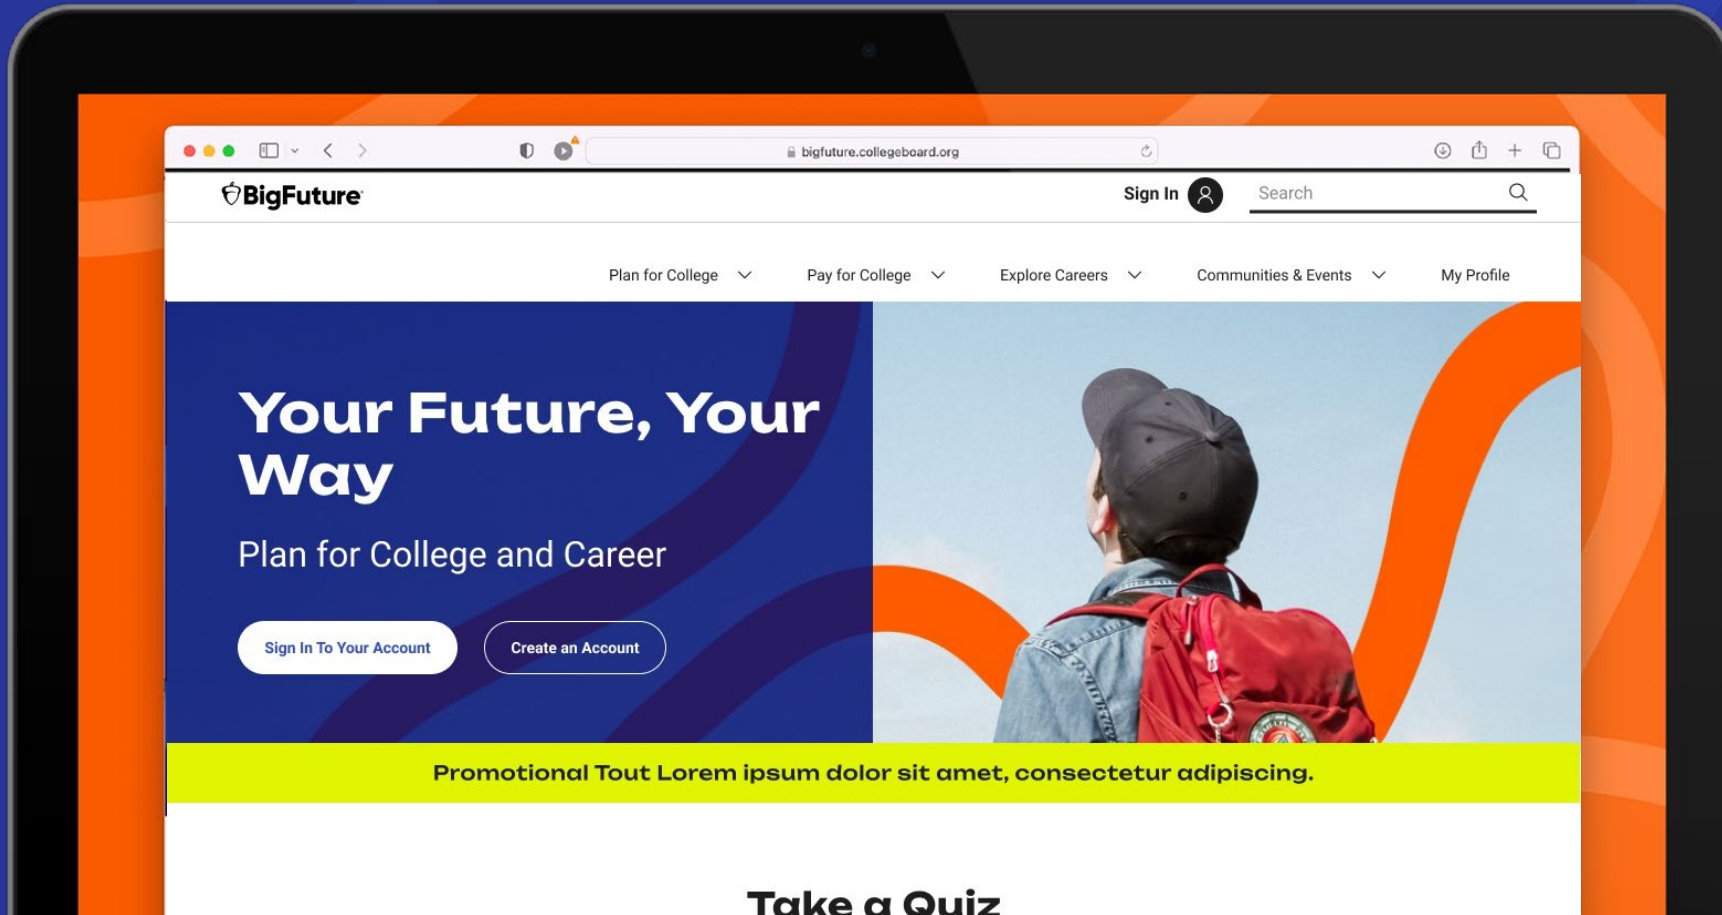 bigfuture.collegeboard.org
BigFuture
Sign In
Search
Plan for College
Pay for College
Explore Careers
Communities & Events
My Profile
Your Future, Your
Way
Plan for College and Career
Sign In To Your Account
Create an Account
Promotional Tout Lorem ipsum dolor sit amet, consectetur adipiscing.
Take a Quiz